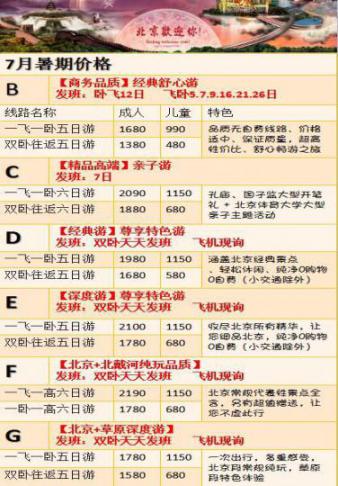 北京歡迎你!
7月暑期价格
B 【商务品质】经典舒心游
发班：卧飞12日 飞卧5.7.9.16.21.26日
线路名称 成人 儿童 特色
一飞一卧五日游 1680 990
双卧往返五日游 1380 480
品质无自费线路、价格
适中、保证质量，超高
性价比、舒心畅游之旅
C 【精品高端】亲子游
发班：7日
一飞一卧六日游 2090 1150
双卧往返六日游 1880 680
孔庙、国子监大型开笔
礼 + 北京体育大学大型
亲子主题活动
D 【经典游】尊享特色游
发班：双卧天天发班 飞机现询
一飞一卧五日游 1980 1150
双卧往返五日游 1680 580
涵盖北京经典景点
、轻松休闲、纯净0购物
0自费（小交通除外）
E 【深度游】尊享特色游
发班：双卧天天发班 飞机现询
一飞一卧五日游 2100 1150
双卧往返五日游 1780 680
收尽北京所有精华，让
您细品北京，纯净0购物
0自费（小交通除外）
F 【北京+北戴河纯玩品质】
发班：双卧天天发班 飞机现询
一飞一高六日游 2190 1150
一卧一高六日游 1780 680
北京常规代表性景点全
含，另有超值赠送，让
您不虚此行
G 【北京+草原深度游】
发班：双卧天天发班 飞机现询
一飞一卧五日游 1780 1150
双卧往返五日游 1580 680
一次出行，多重感尝，
北京段常规纯玩，草原
段特色体验